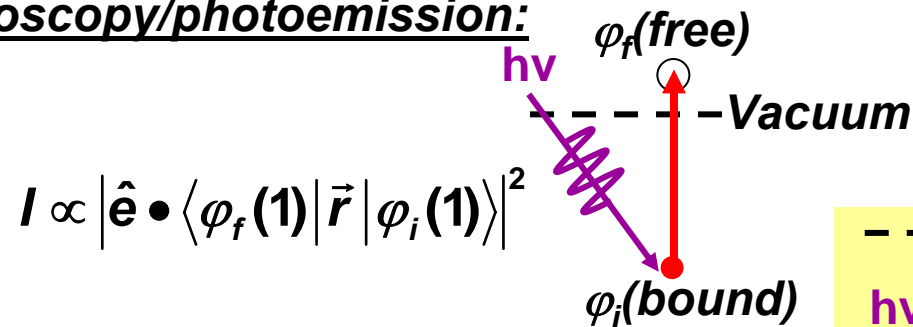 oscopy/photoemission:
φf(free)
hν
Vacuum
I ∝ |ê • ⟨φf(1)|r⃗|φi(1)⟩|²
φi(bound)
hν